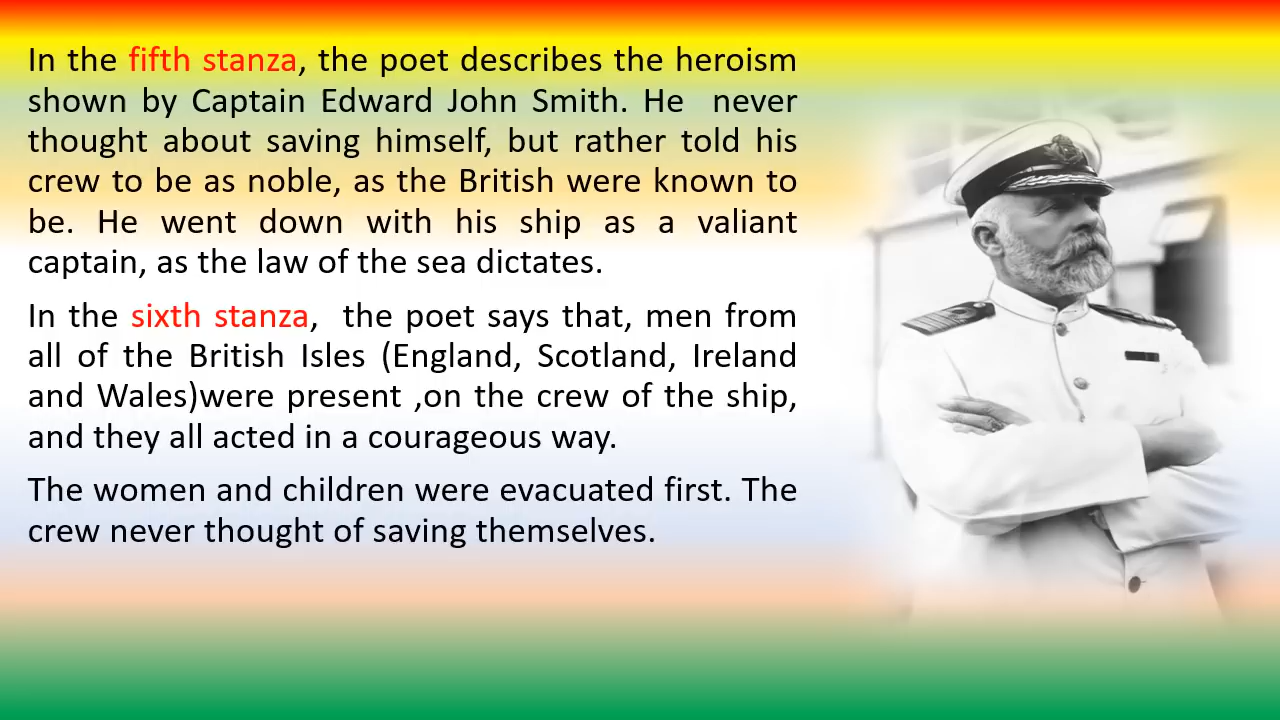 In the fifth stanza, the poet describes the heroism
shown by Captain Edward John Smith. He  never
thought about saving himself, but rather told his
crew to be as noble, as the British were known to
be. He went down with his ship as a valiant
captain, as the law of the sea dictates.
In the sixth stanza,  the poet says that, men from
all of the British Isles (England, Scotland, Ireland
and Wales)were present ,on the crew of the ship,
and they all acted in a courageous way.
The women and children were evacuated first. The
crew never thought of saving themselves.